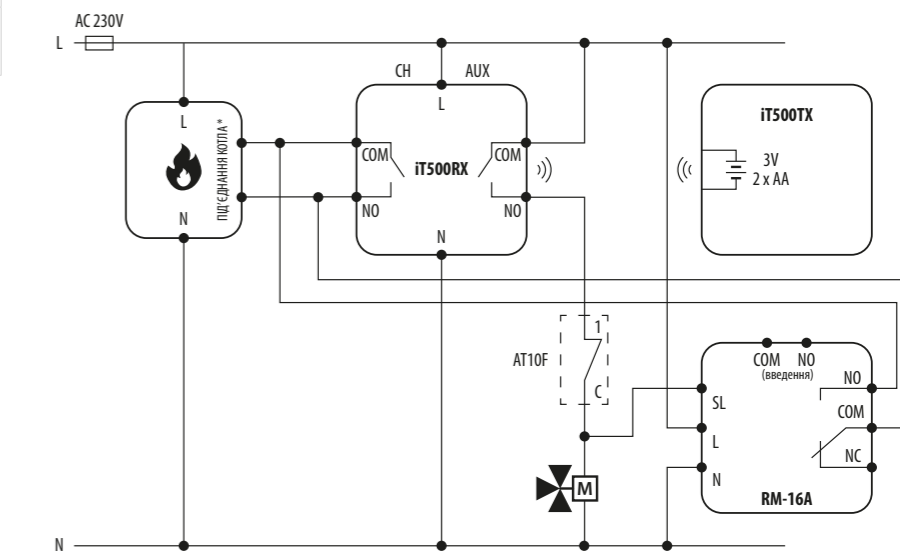 AC 230V
L
CH AUX
L
L
ПІД'ЄДНАННЯ КОТЛА *
N
COM
iT500RX
COM
NO
NO
N
iT500TX
3V
2 x AA
AT10F
1
C
M
COM NO
(введення)
NO
SL
COM
L
NC
N
RM-16A
N